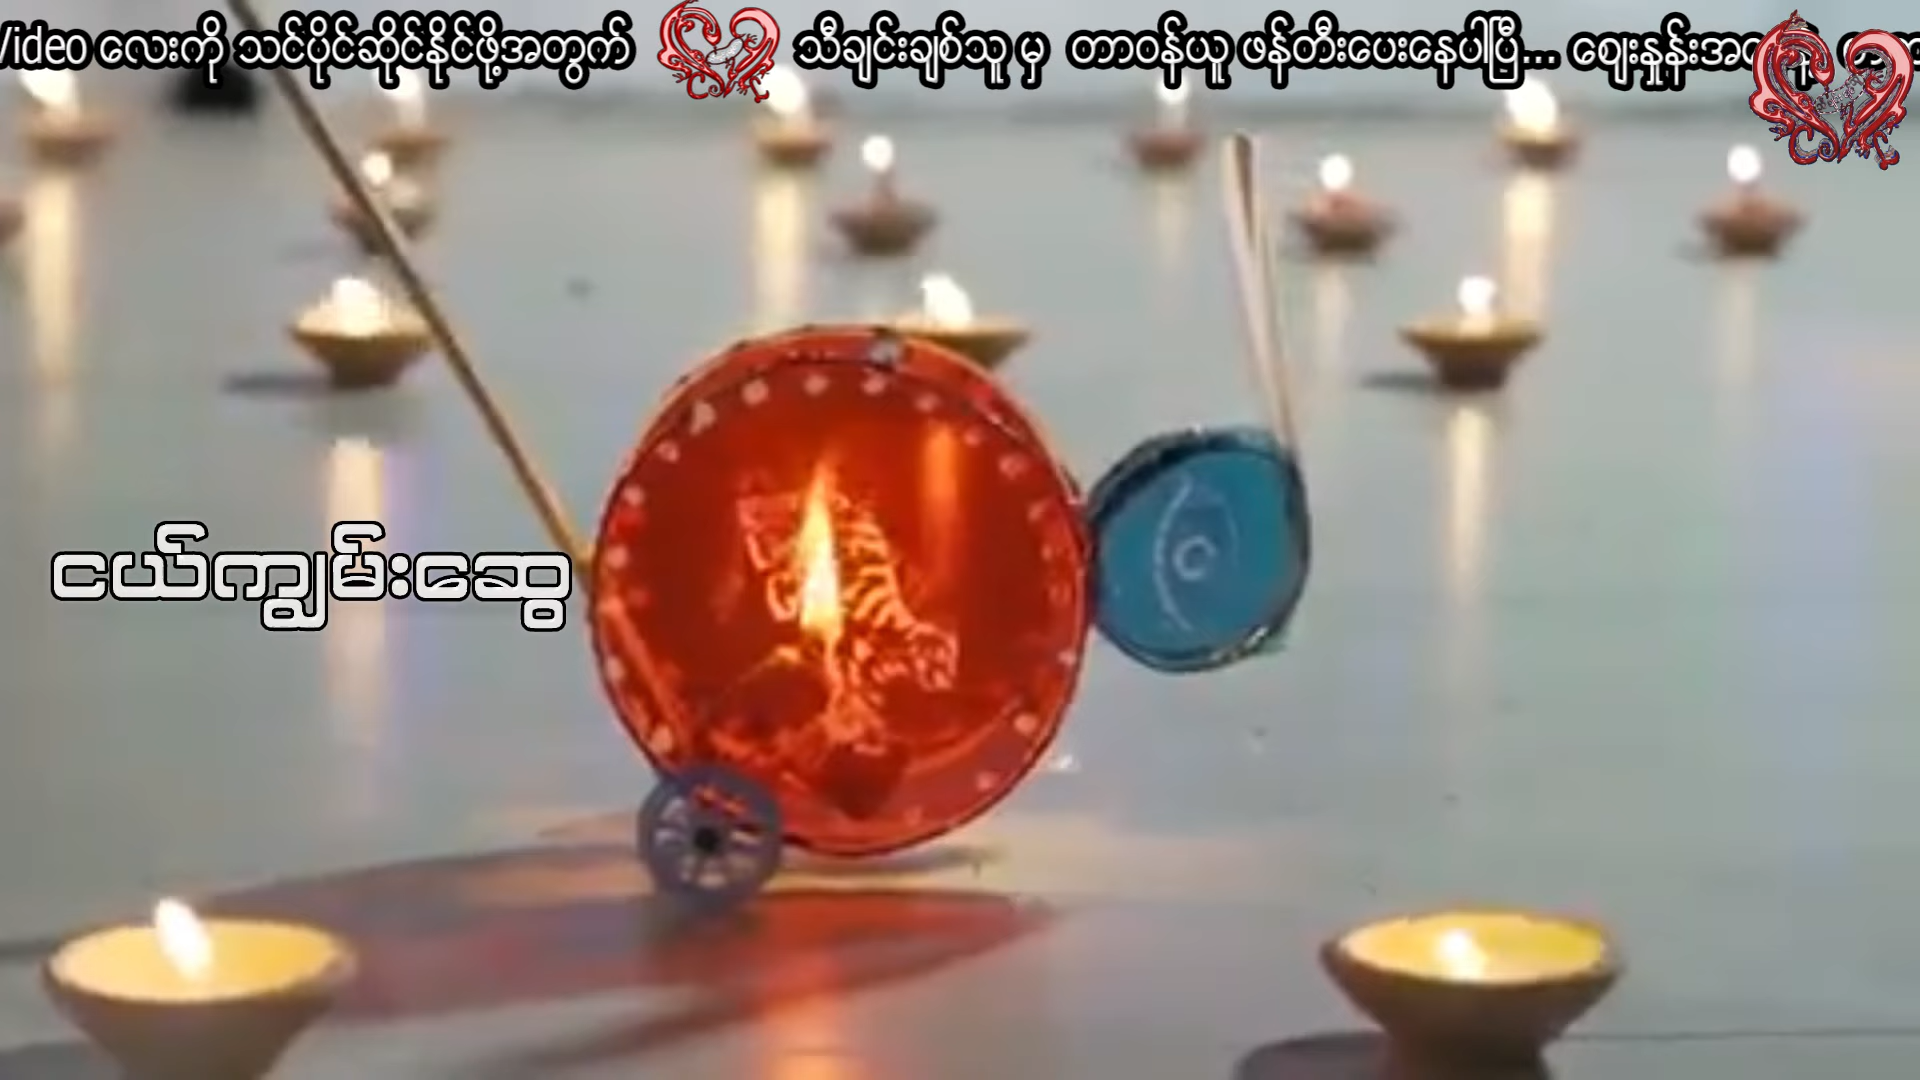 Video လေးကို သင်ပိုင်ဆိုင်နိုင်ဖို့အတွက် သီချင်းချစ်သူ မှ တာဝန်ယူ ဖန်တီးပေးနေပါပြီ... ဈေးနှုန်း
ငယ်ကျွမ်းဆွေ